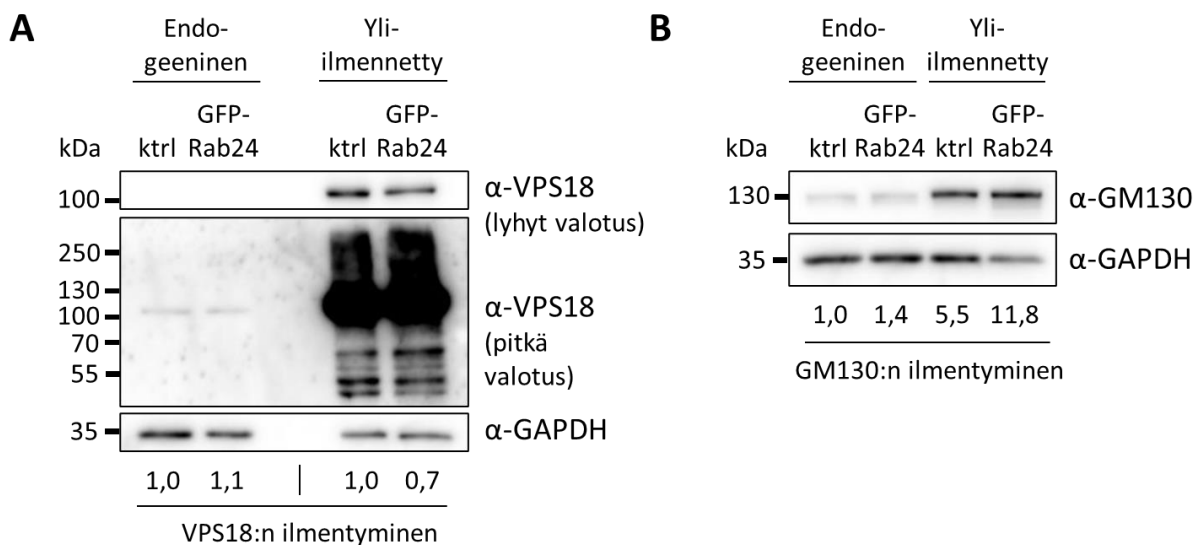 A
Endo-
geeninen
Yli-
ilmennetty
kDa
ktrl
GFP-
Rab24
ktrl
GFP-
Rab24
100
α-VPS18
(lyhyt valotus)
250
130
100
70
55
α-VPS18
(pitkä
valotus)
35
α-GAPDH
1,0 1,1 | 1,0 0,7
VPS18:n ilmentyminen
B
Endo-
geeninen
Yli-
ilmennetty
kDa
ktrl
GFP-
Rab24
ktrl
GFP-
Rab24
130
α-GM130
35
α-GAPDH
1,0 1,4 5,5 11,8
GM130:n ilmentyminen